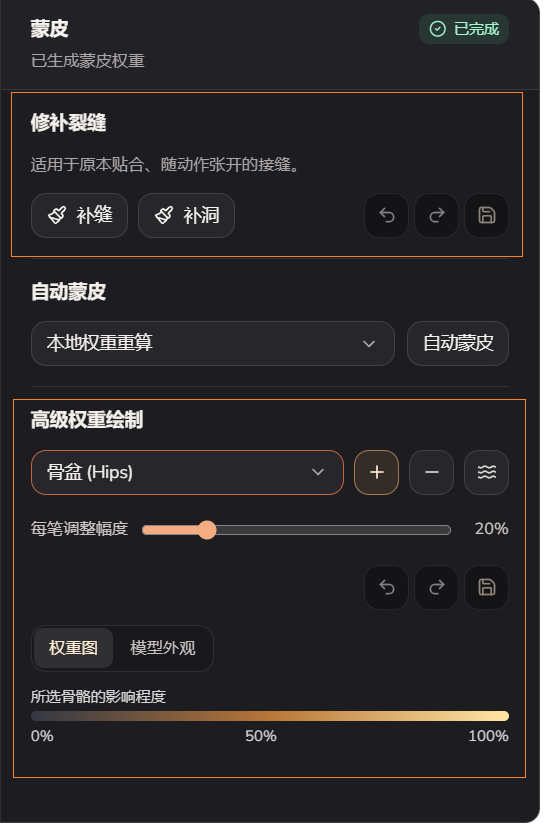 蒙皮
已完成
已生成蒙皮权重
修补裂缝
适用于原本贴合、随动作张开的接缝。
补缝 补洞
自动蒙皮
本地权重重算 自动蒙皮
高级权重绘制
骨盆 (Hips)
每笔调整幅度 20%
权重图 模型外观
所选骨骼的影响程度
0% 50% 100%